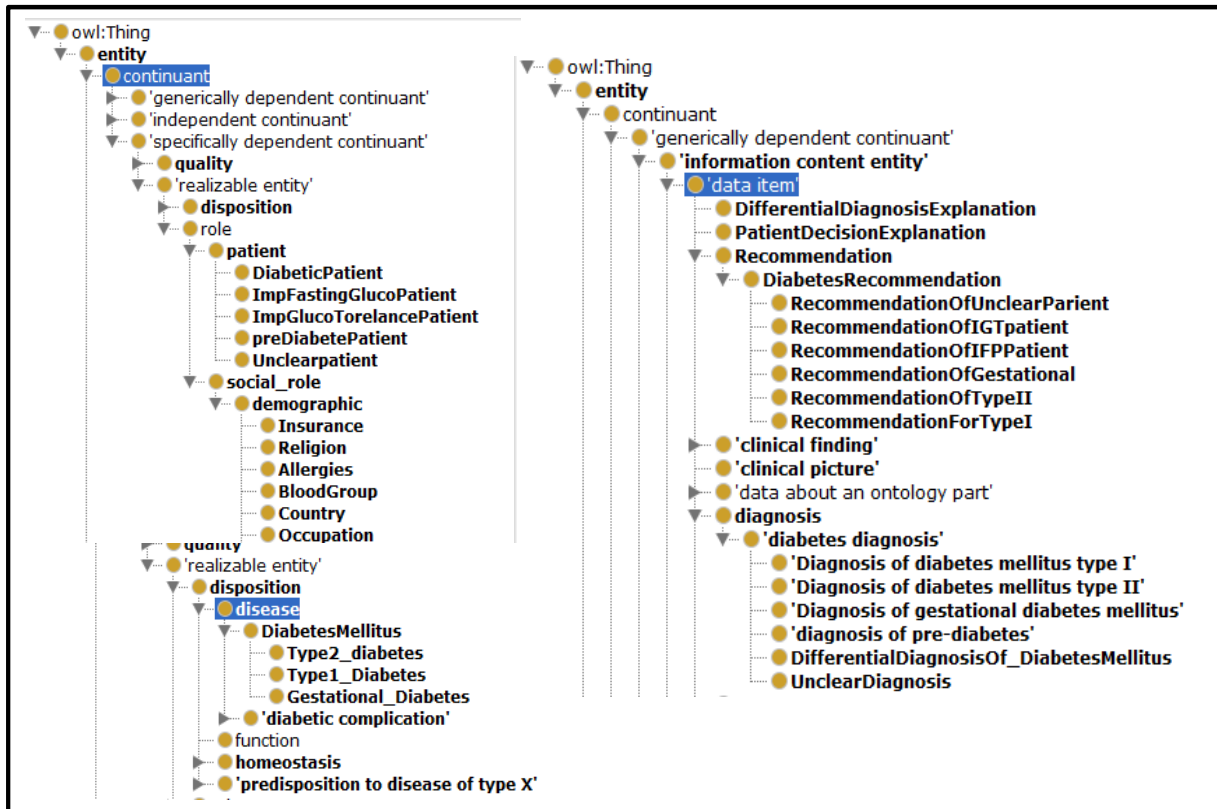 owl:Thing
entity
continuant
'generically dependent continuant'
'independent continuant'
'specifically dependent continuant'
quality
'realizable entity'
disposition
role
patient
DiabeticPatient
ImpFastingGlucoPatient
ImpGlucoTorelancePatient
preDiabetePatient
Unclearpatient
social_role
demographic
Insurance
Religion
Allergies
BloodGroup
Country
Occupation
quality
'realizable entity'
disposition
disease
DiabetesMellitus
Type2_diabetes
Type1_Diabetes
Gestational_Diabetes
'diabetic complication'
function
homeostasis
'predisposition to disease of type X'
owl:Thing
entity
continuant
'generically dependent continuant'
'information content entity'
'data item'
DifferentialDiagnosisExplanation
PatientDecisionExplanation
Recommendation
DiabetesRecommendation
RecommendationOfUnclearParient
RecommendationOfIGTpatient
RecommendationOfIFPPatient
RecommendationOfGestational
RecommendationOfTypeII
RecommendationForTypeI
'clinical finding'
'clinical picture'
'data about an ontology part'
diagnosis
'diabetes diagnosis'
'Diagnosis of diabetes mellitus type I'
'Diagnosis of diabetes mellitus type II'
'Diagnosis of gestational diabetes mellitus'
'diagnosis of pre-diabetes'
DifferentialDiagnosisOf_DiabetesMellitus
UnclearDiagnosis